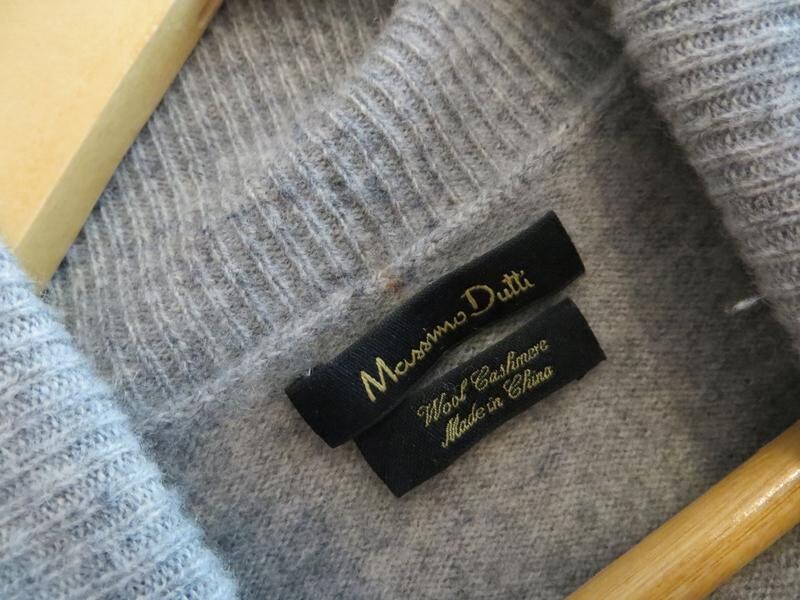 Massimo Dutti
Wool Cashmere
Made in China